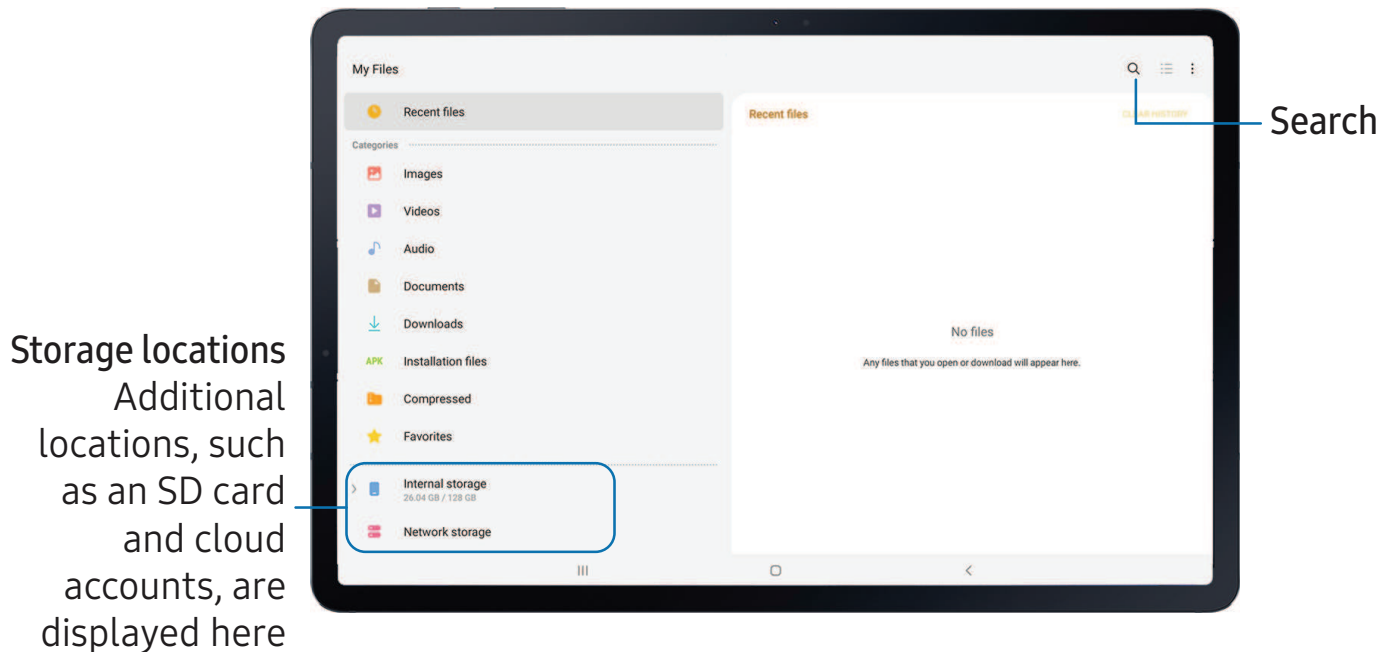 My Files
Recent files
Categories
Images
Videos
Audio
Documents
Downloads
APK Installation files
Compressed
Favorites
Internal storage
26.04 GB / 128 GB
Network storage
Recent files
CLEAR HISTORY
No files
Any files that you open or download will appear here.
Search
Storage locations
Additional
locations, such
as an SD card
and cloud
accounts, are
displayed here